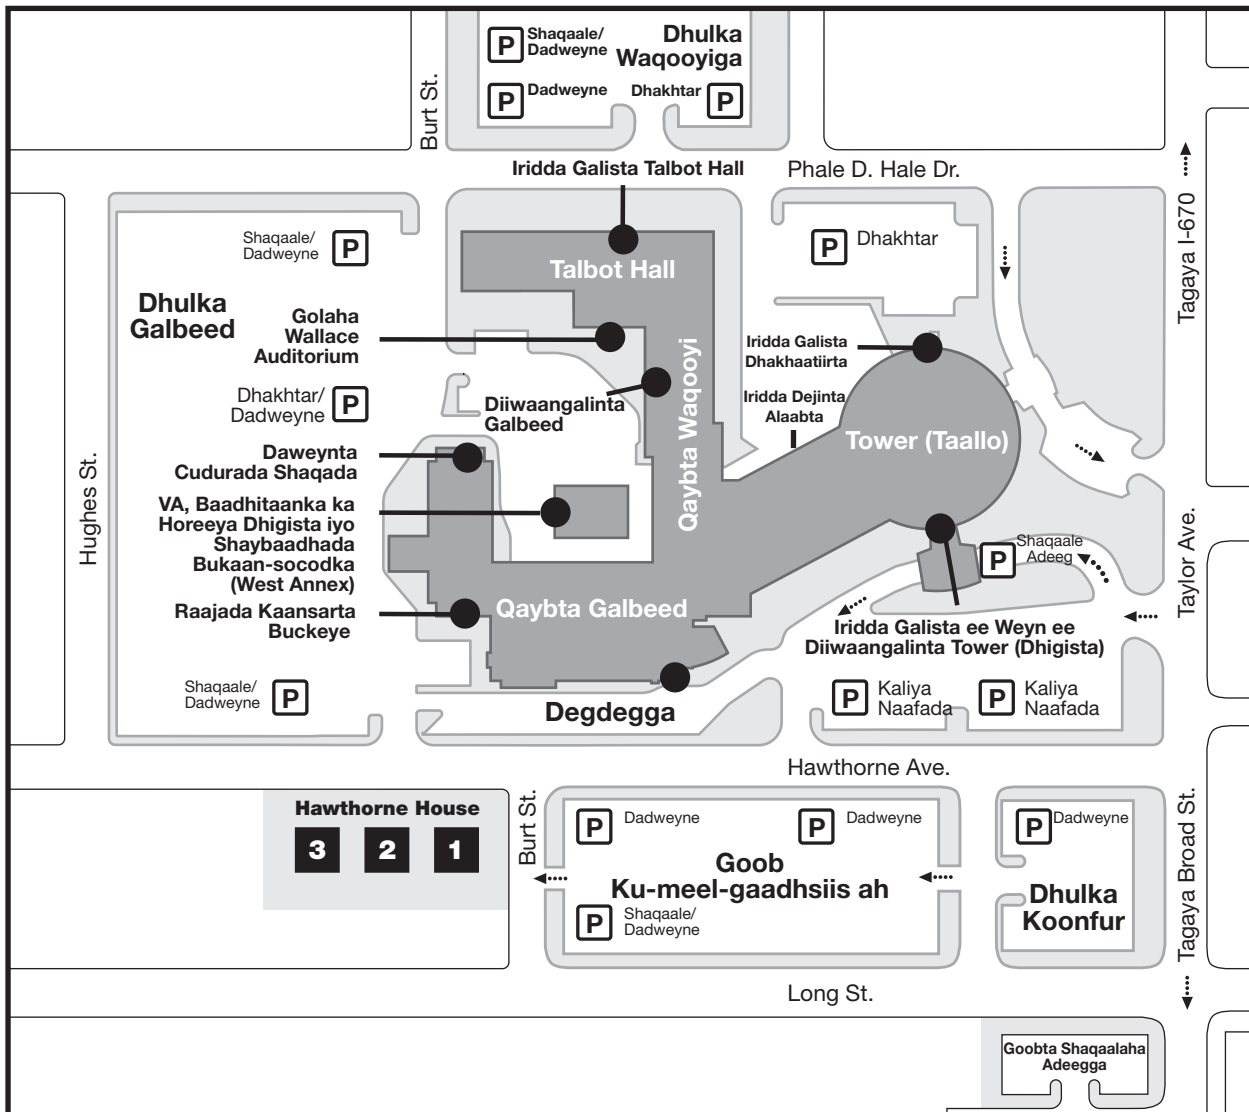 P
Shaqaale/
Dadweyne
Dhulka
Waqooyiga
P
Dadweyne
Dhakhtar
P
Burt St.
Iridda Galista Talbot Hall
Phale D. Hale Dr.
Tagaya I-670
Shaqaale/
Dadweyne
P
P
Dhakhtar
Talbot Hall
Dhulka
Galbeed
Golaha
Wallace
Auditorium
Iridda Galista
Dhakhaatiirta
Qaybta Waqooyi
Dhakhtar/
Dadweyne
P
Diiwaangalinta
Galbeed
Iridda Dejinta
Alaabta
Tower (Taallo)
Daweynta
Cudurada Shaqada
Hughes St.
VA, Baadhitaanka ka
Horeeya Dhigista iyo
Shaybaadhada
Bukaan-socodka
(West Annex)
P
Shaqaale
Adeeg
Taylor Ave.
Raajada Kaansarta
Buckeye
Qaybta Galbeed
Iridda Galista ee Weyn ee
Diiwaangalinta Tower (Dhigista)
Shaqaale/
Dadweyne
P
Degdegga
P
Kaliya
Naafada
P
Kaliya
Naafada
Hawthorne Ave.
Hawthorne House
3
2
1
Burt St.
P
Dadweyne
P
Dadweyne
P
Dadweyne
Goob
Ku-meel-gaadhsiis ah
P
Shaqaale/
Dadweyne
Dhulka
Koonfur
Tagaya Broad St.
Long St.
Goobta Shaqaalaha
Adeegga